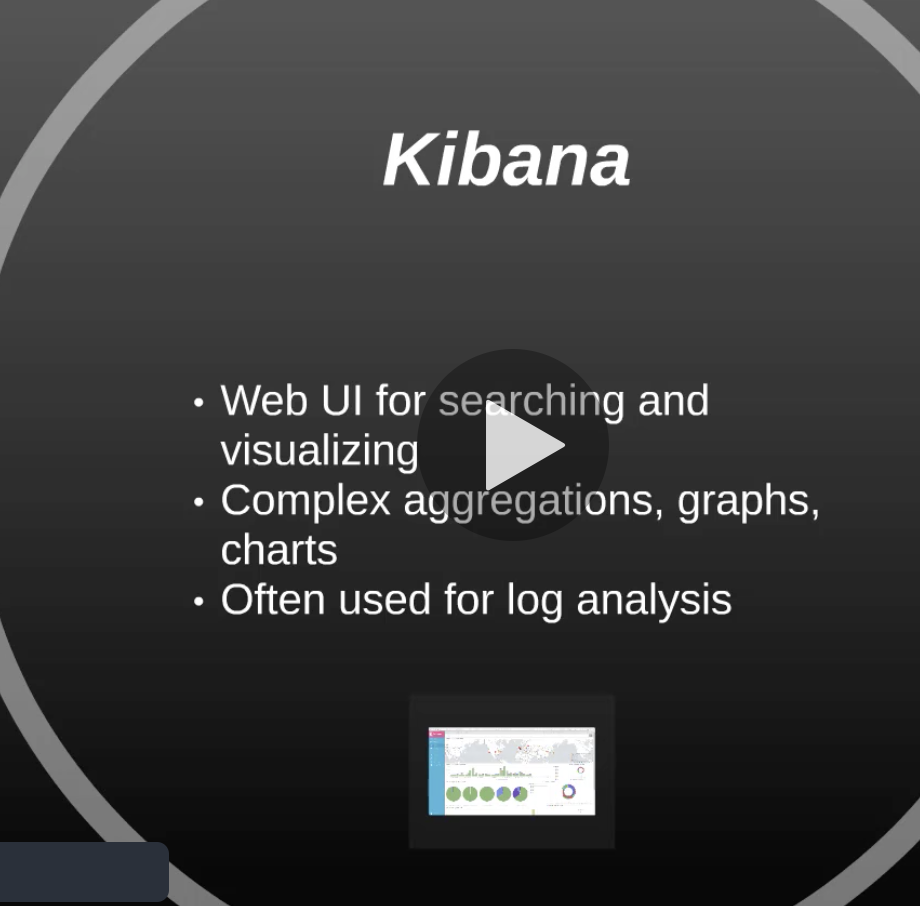 Kibana
• Web UI for searching and
visualizing
• Complex aggregations, graphs,
charts
• Often used for log analysis